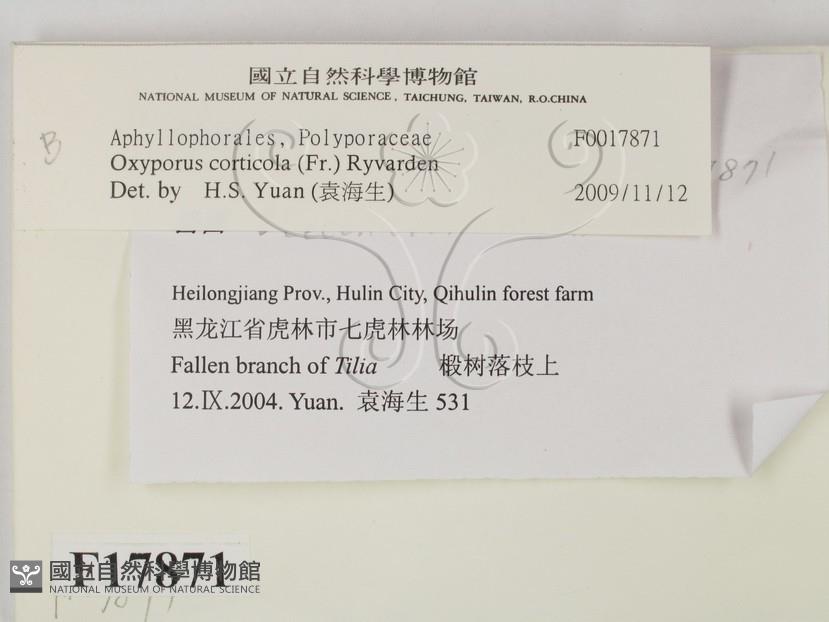 國立自然科學博物館
NATIONAL MUSEUM OF NATURAL SCIENCE, TAICHUNG, TAIWAN, R.O.CHINA
B
Aphyllophorales, Polyporaceae F0017871
Oxyporus corticola (Fr.) Ryvarden
Det. by H.S. Yuan (袁海生) 2009/11/12
7871
Heilongjiang Prov., Hulin City, Qihulin forest farm
黑龙江省虎林市七虎林林场
Fallen branch of Tilia 椴树落枝上
12.IX.2004. Yuan. 袁海生 531
F17871
國立自然科學博物館
NATIONAL MUSEUM OF NATURAL SCIENCE